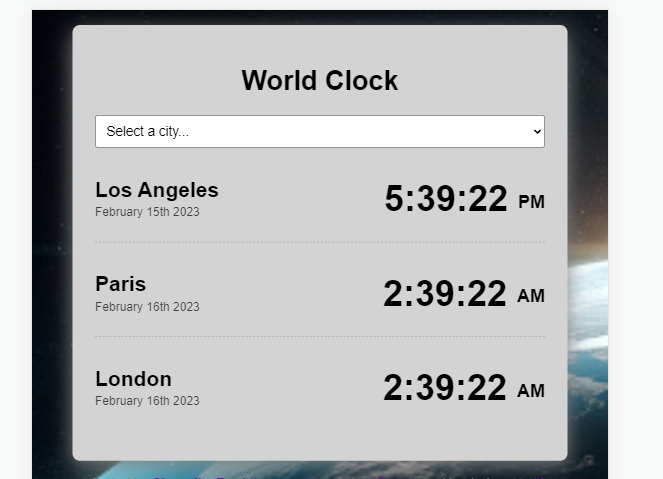 World Clock
Select a city...
Los Angeles
5:39:22 PM
February 15th 2023
Paris
2:39:22 AM
February 16th 2023
London
2:39:22 AM
February 16th 2023